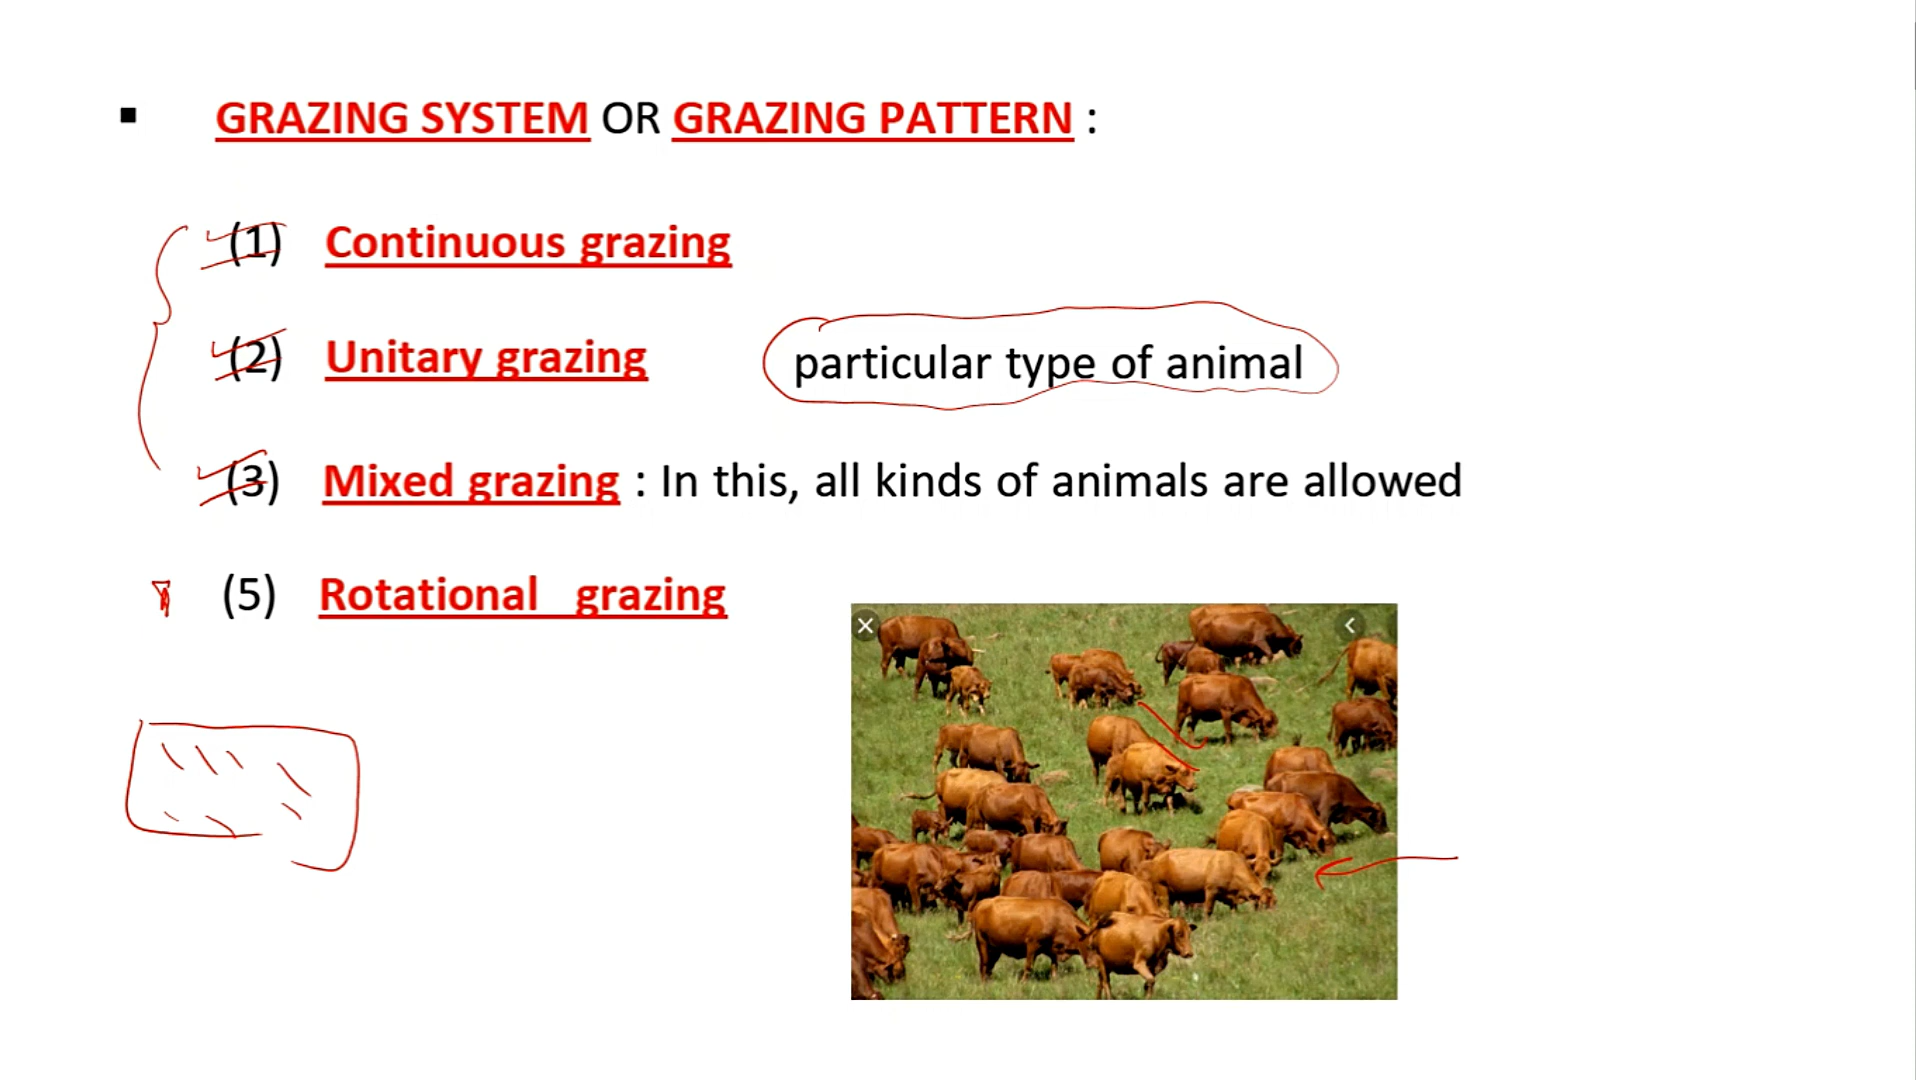 ▪ GRAZING SYSTEM OR GRAZING PATTERN :
(1) Continuous grazing
(2) Unitary grazing particular type of animal
(3) Mixed grazing : In this, all kinds of animals are allowed
(5) Rotational grazing